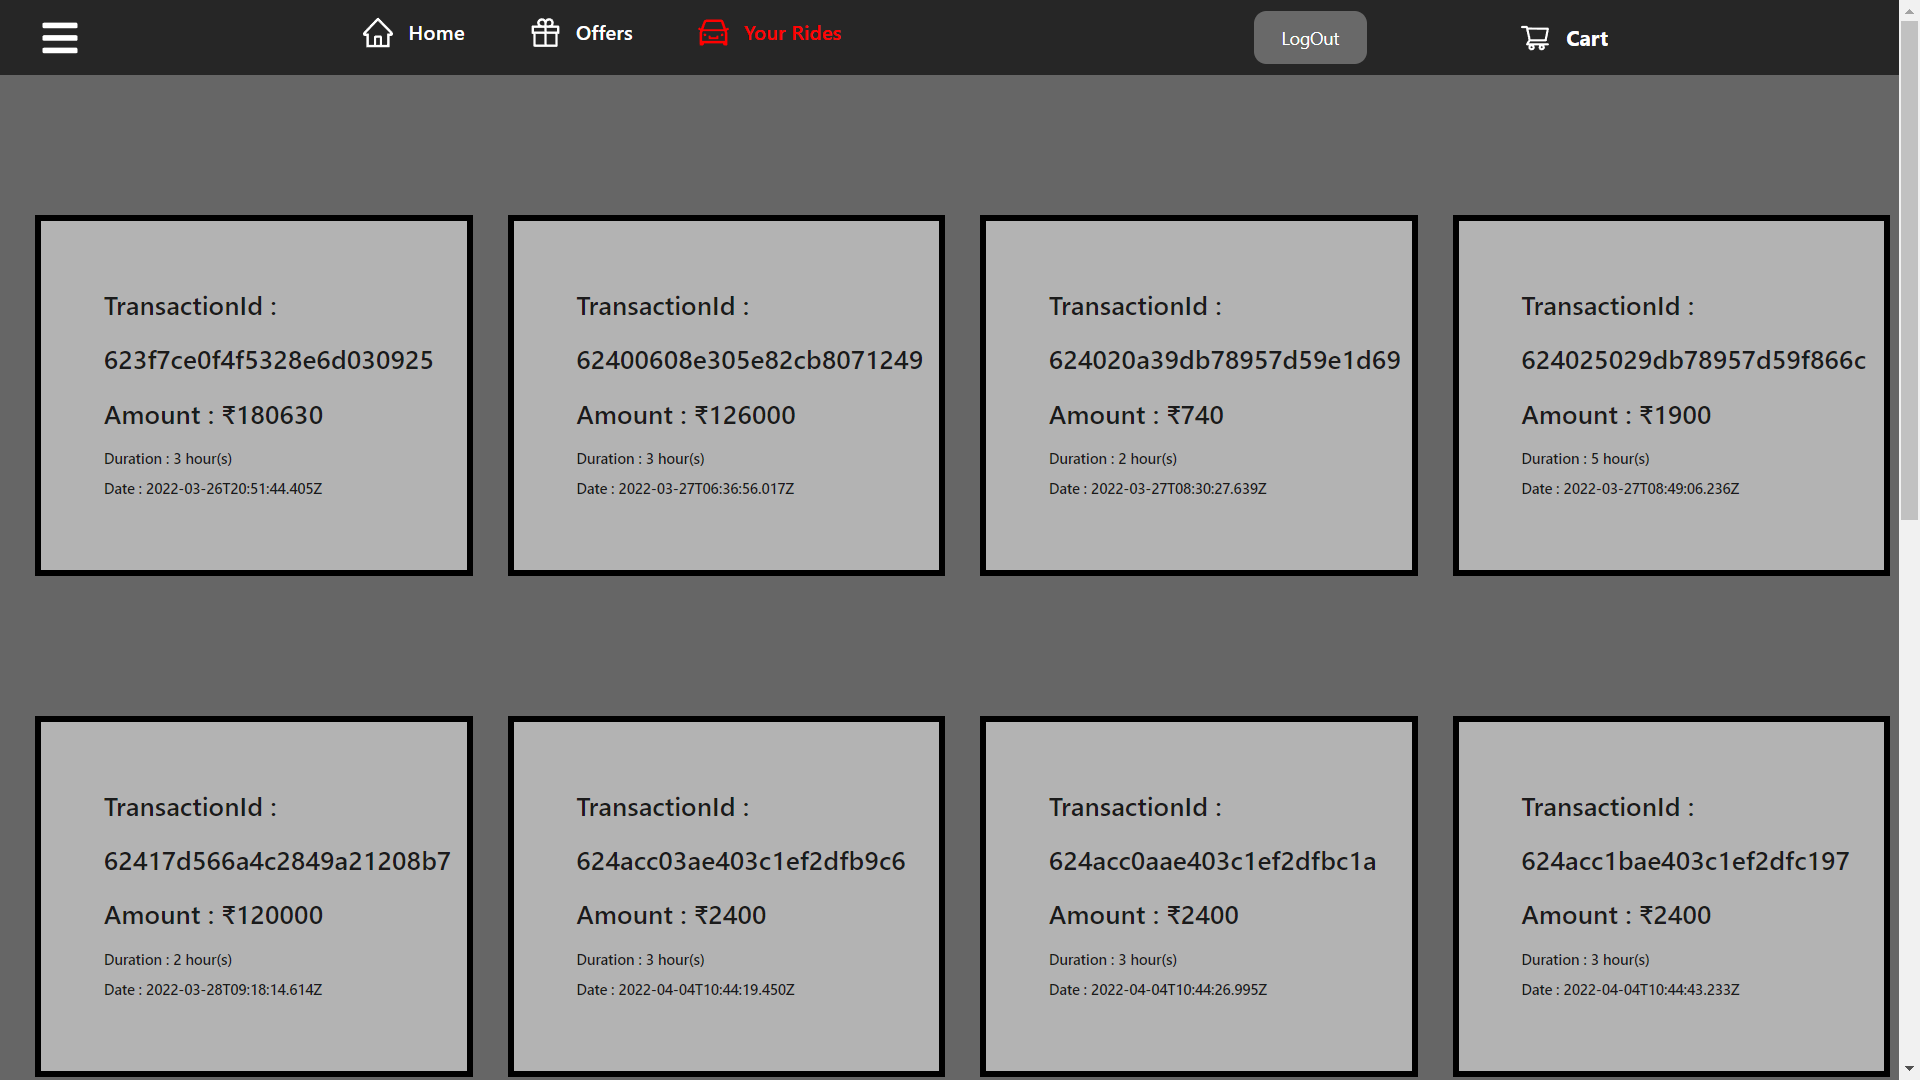 Home
Offers
Your Rides
LogOut
Cart
TransactionId :
623f7ce0f4f5328e6d030925
Amount : ₹180630
Duration : 3 hour(s)
Date : 2022-03-26T20:51:44.405Z
TransactionId :
62400608e305e82cb8071249
Amount : ₹126000
Duration : 3 hour(s)
Date : 2022-03-27T06:36:56.017Z
TransactionId :
624020a39db78957d59e1d69
Amount : ₹740
Duration : 2 hour(s)
Date : 2022-03-27T08:30:27.639Z
TransactionId :
624025029db78957d59f866c
Amount : ₹1900
Duration : 5 hour(s)
Date : 2022-03-27T08:49:06.236Z
TransactionId :
62417d566a4c2849a21208b7
Amount : ₹120000
Duration : 2 hour(s)
Date : 2022-03-28T09:18:14.614Z
TransactionId :
624acc03ae403c1ef2dfb9c6
Amount : ₹2400
Duration : 3 hour(s)
Date : 2022-04-04T10:44:19.450Z
TransactionId :
624acc0aae403c1ef2dfbc1a
Amount : ₹2400
Duration : 3 hour(s)
Date : 2022-04-04T10:44:26.995Z
TransactionId :
624acc1bae403c1ef2dfc197
Amount : ₹2400
Duration : 3 hour(s)
Date : 2022-04-04T10:44:43.233Z